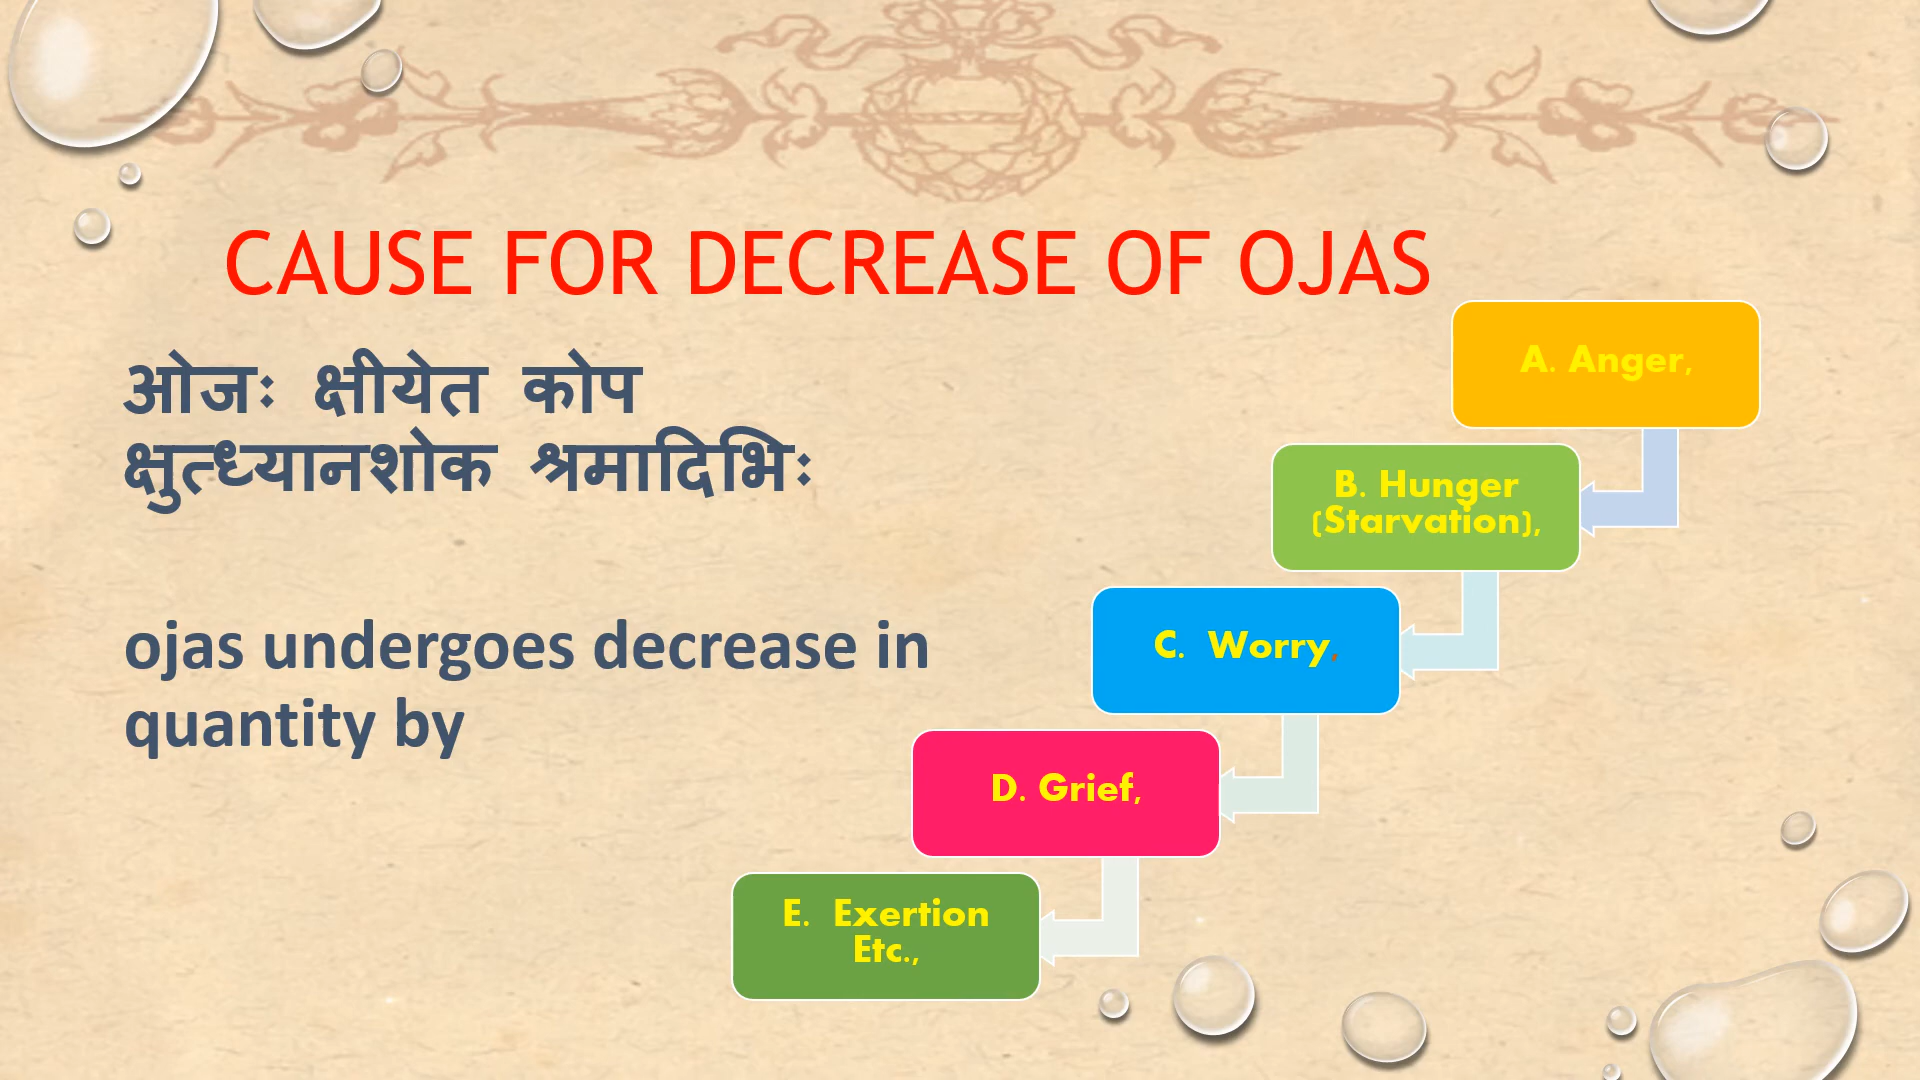 CAUSE FOR DECREASE OF OJAS
ओजः क्षीयेत कोप
क्षुत्ध्यानशोक श्रमादिभिः
ojas undergoes decrease in
quantity by
A. Anger,
B. Hunger
(Starvation),
C. Worry,
D. Grief,
E. Exertion
Etc.,